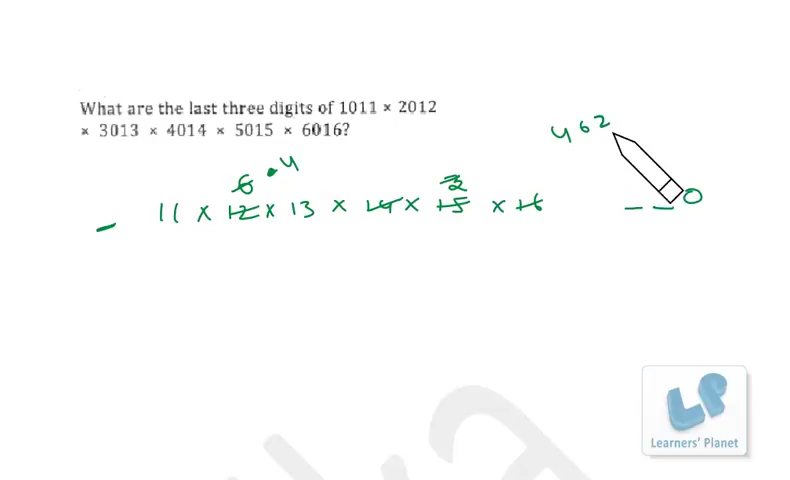 What are the last three digits of 1011 × 2012
× 3013 × 4014 × 5015 × 6016?
462
6 . 4 3
11 × 12 × 13 × 14 × 15 × 16
_ _ 0
LP
Learners' Planet